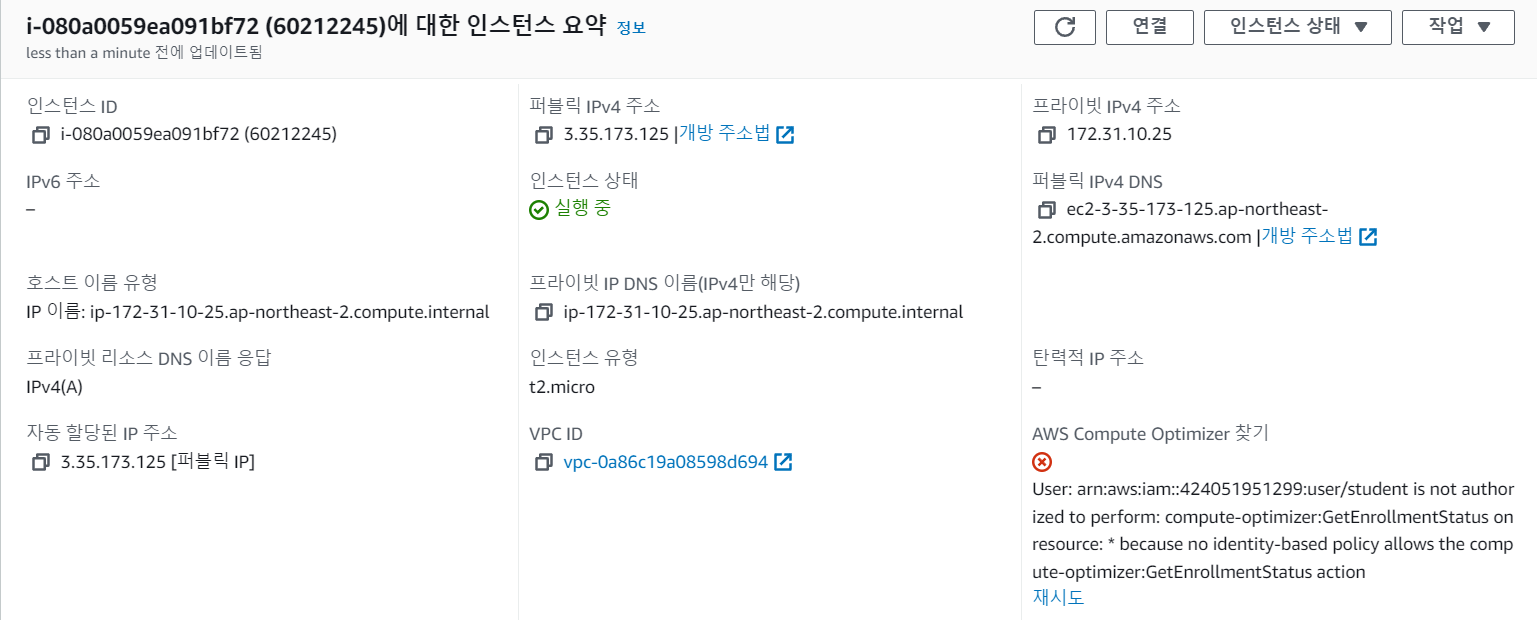 i-080a0059ea091bf72 (60212245)에 대한 인스턴스 요약 정보
less than a minute 전에 업데이트됨
연결
인스턴스 상태
작업
인스턴스 ID
i-080a0059ea091bf72 (60212245)
퍼블릭 IPv4 주소
3.35.173.125 |개방 주소법
프라이빗 IPv4 주소
172.31.10.25
IPv6 주소
–
인스턴스 상태
실행 중
퍼블릭 IPv4 DNS
ec2-3-35-173-125.ap-northeast-
2.compute.amazonaws.com |개방 주소법
호스트 이름 유형
IP 이름: ip-172-31-10-25.ap-northeast-2.compute.internal
프라이빗 IP DNS 이름(IPv4만 해당)
ip-172-31-10-25.ap-northeast-2.compute.internal
프라이빗 리소스 DNS 이름 응답
IPv4(A)
인스턴스 유형
t2.micro
탄력적 IP 주소
–
자동 할당된 IP 주소
3.35.173.125 [퍼블릭 IP]
VPC ID
vpc-0a86c19a08598d694
AWS Compute Optimizer 찾기
User: arn:aws:iam::424051951299:user/student is not author
ized to perform: compute-optimizer:GetEnrollmentStatus on
resource: * because no identity-based policy allows the comp
ute-optimizer:GetEnrollmentStatus action
재시도